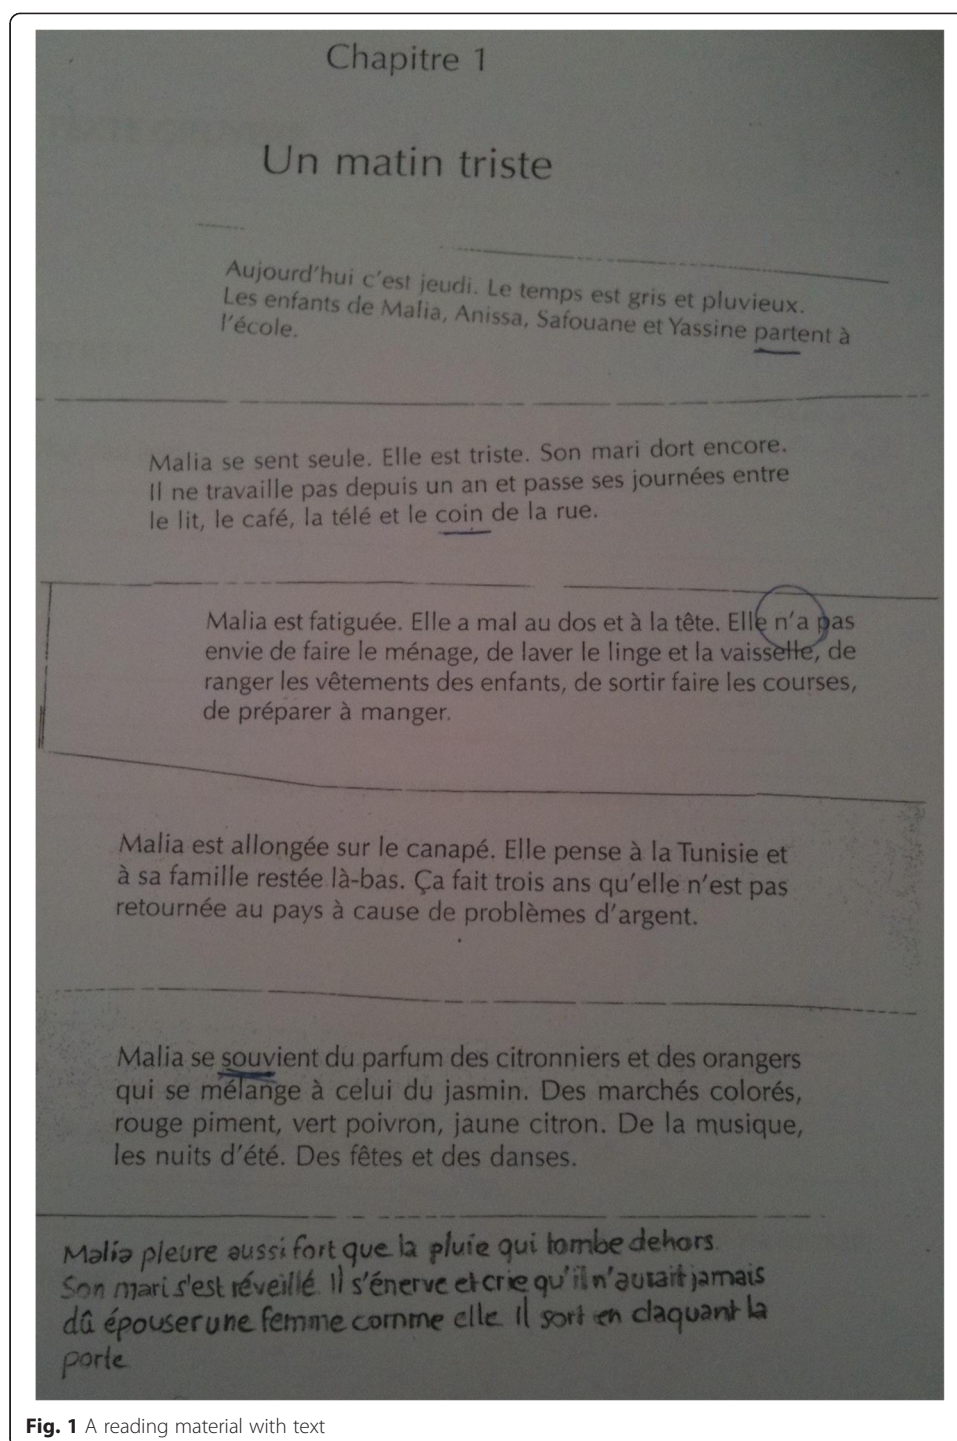 Chapitre 1
Un matin triste
Aujourd'hui c'est jeudi. Le temps est gris et pluvieux.
Les enfants de Malia, Anissa, Safouane et Yassine partent à
l'école.
Malia se sent seule. Elle est triste. Son mari dort encore.
Il ne travaille pas depuis un an et passe ses journées entre
le lit, le café, la télé et le coin de la rue.
Malia est fatiguée. Elle a mal au dos et à la tête. Elle n'a pas
envie de faire le ménage, de laver le linge et la vaisselle, de
ranger les vêtements des enfants, de sortir faire les courses,
de préparer à manger.
Malia est allongée sur le canapé. Elle pense à la Tunisie et
à sa famille restée là-bas. Ça fait trois ans qu'elle n'est pas
retournée au pays à cause de problèmes d'argent.
Malia se souvient du parfum des citronniers et des orangers
qui se mélange à celui du jasmin. Des marchés colorés,
rouge piment, vert poivron, jaune citron. De la musique,
les nuits d'été. Des fêtes et des danses.
Malia pleure aussi fort que la pluie qui tombe dehors.
Son mari s'est réveillé. Il s'énerve et crie qu'il n'aurait jamais
dû épouser une femme comme elle. Il sort en claquant la
porte
Fig. 1 A reading material with text